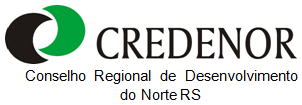 CREDENOR
Conselho Regional de Desenvolvimento
do Norte RS